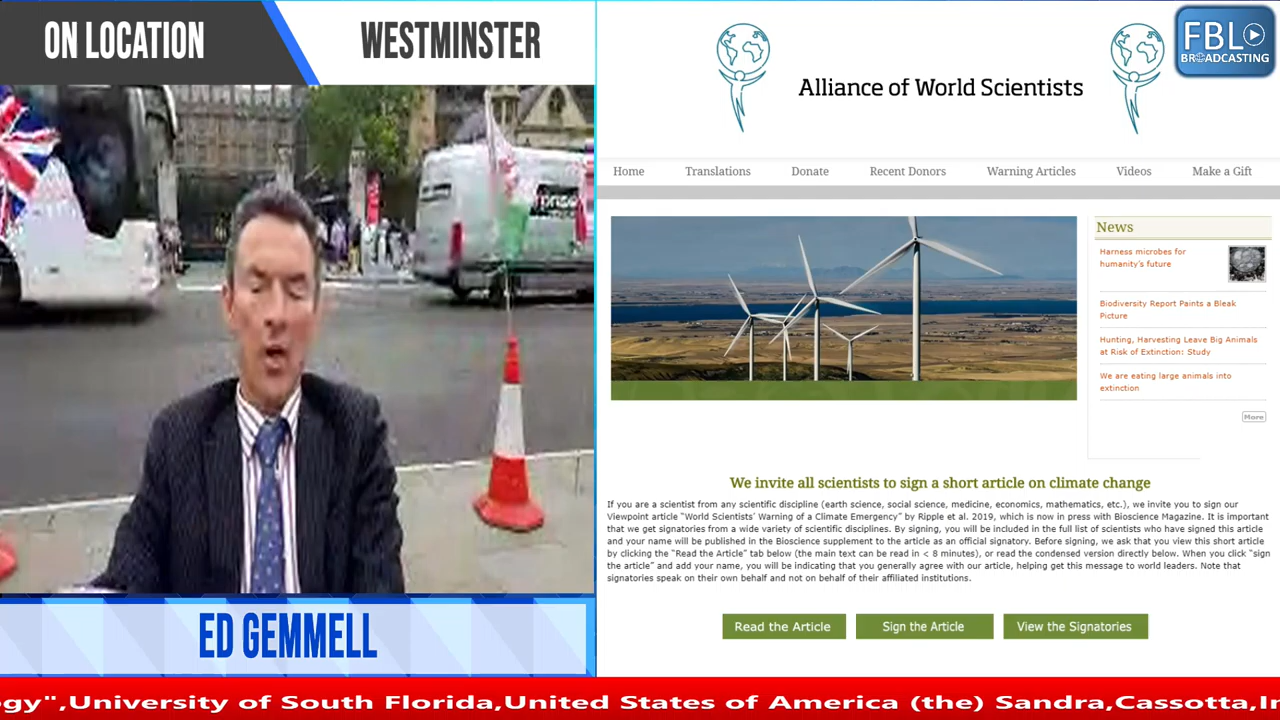 ON LOCATION
WESTMINSTER
ED GEMMELL
FBL
BROADCASTING
Alliance of World Scientists
Home Translations Donate Recent Donors Warning Articles Videos Make a Gift
News
Harness microbes for
humanity's future
Biodiversity Report Paints a Bleak
Picture
Hunting, Harvesting Leave Big Animals
at Risk of Extinction: Study
We are eating large animals into
extinction
More
We invite all scientists to sign a short article on climate change
If you are a scientist from any scientific discipline (earth science, social science, medicine, economics, mathematics, etc.), we invite you to sign our
Viewpoint article "World Scientists' Warning of a Climate Emergency" by Ripple et al. 2019, which is now in press with Bioscience Magazine. It is important
that we get signatories from a wide variety of scientific disciplines. By signing, you will be included in the full list of scientists who have signed this article
and your name will be published in the Bioscience supplement to the article as an official signatory. Before signing, we ask that you view this short article
by clicking the "Read the Article" tab below (the main text can be read in < 8 minutes), or read the condensed version directly below. When you click "sign
the article" and add your name, you will be indicating that you generally agree with our article, helping get this message to world leaders. Note that
signatories speak on their own behalf and not on behalf of their affiliated institutions.
Read the Article Sign the Article View the Signatories
gy",University of South Florida,United States of America (the) Sandra,Cassotta,In